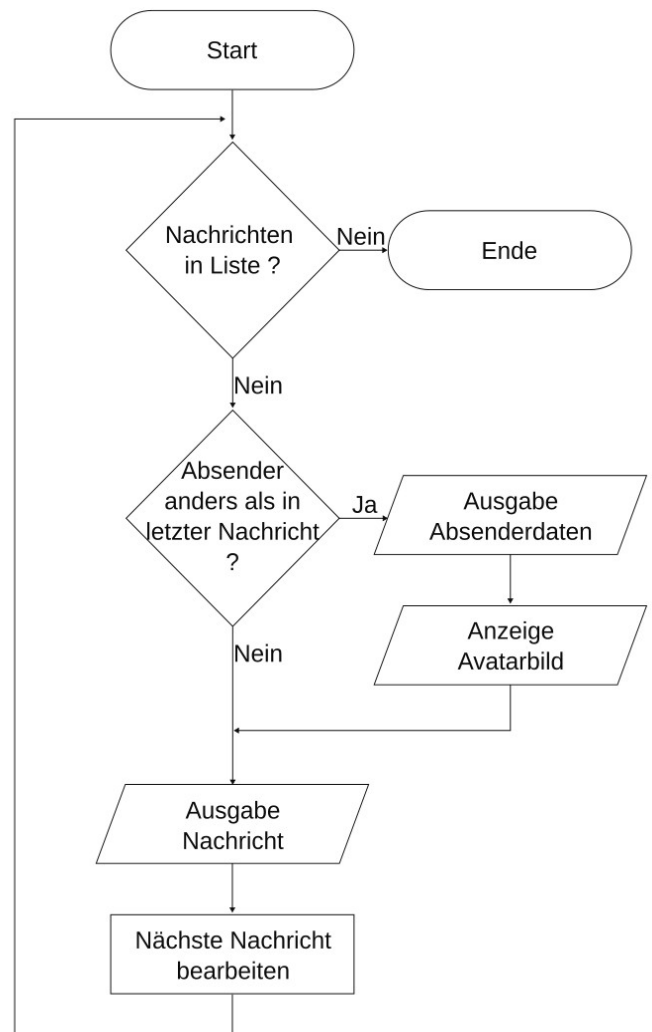 Start
Nachrichten
in Liste ?
Nein
Ende
Nein
Absender
anders als in
letzter Nachricht
?
Ja
Ausgabe
Absenderdaten
Anzeige
Avatarbild
Nein
Ausgabe
Nachricht
Nächste Nachricht
bearbeiten